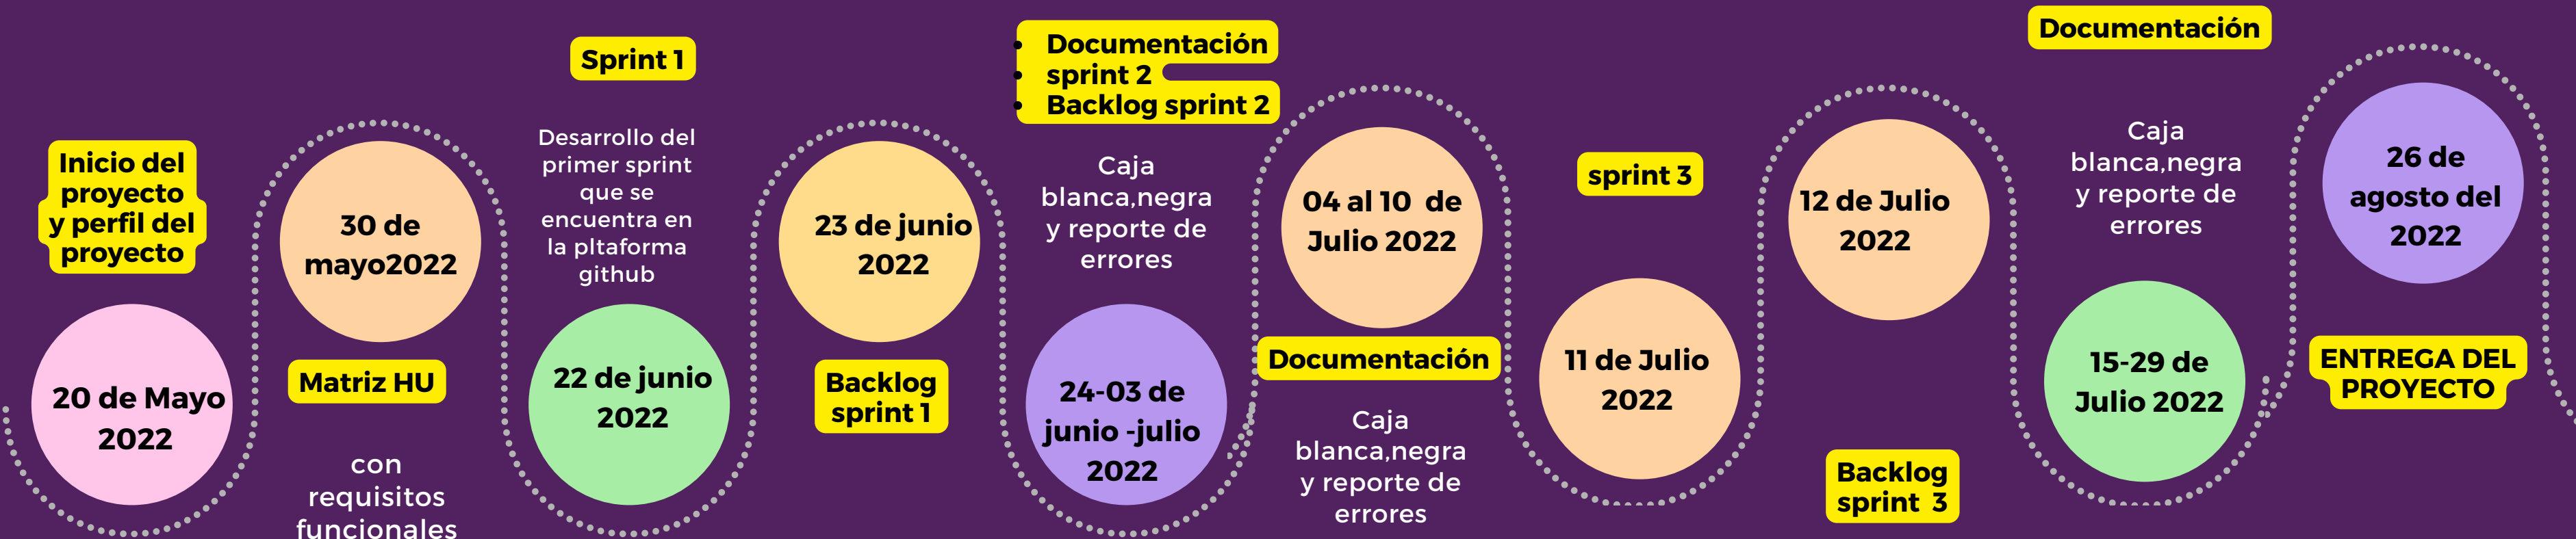 Inicio del
proyecto
y perfil del
proyecto
20 de Mayo
2022
30 de
mayo2022
Matriz HU
con
requisitos
funcionales
Sprint 1
Desarrollo del
primer sprint
que se
encuentra en
la pltaforma
github
22 de junio
2022
23 de junio
2022
Backlog
sprint 1
• Documentación
• sprint 2
• Backlog sprint 2
Caja
blanca,negra
y reporte de
errores
24-03 de
junio -julio
2022
04 al 10 de
Julio 2022
Documentación
Caja
blanca,negra
y reporte de
errores
sprint 3
11 de Julio
2022
12 de Julio
2022
Backlog
sprint 3
Documentación
Caja
blanca,negra
y reporte de
errores
15-29 de
Julio 2022
26 de
agosto del
2022
ENTREGA DEL
PROYECTO